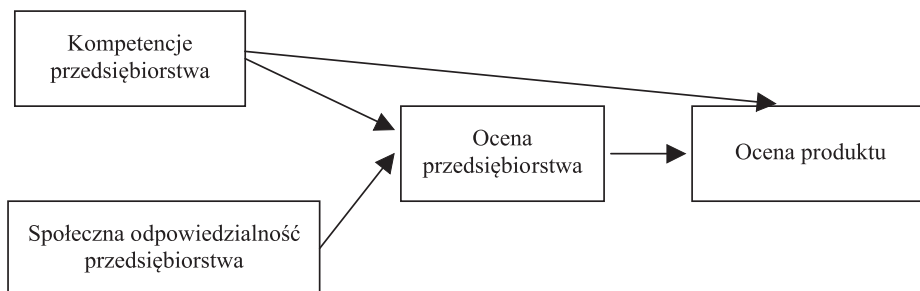 Kompetencje
przedsiębiorstwa
Ocena
przedsiębiorstwa
Ocena produktu
Społeczna odpowiedzialność
przedsiębiorstwa